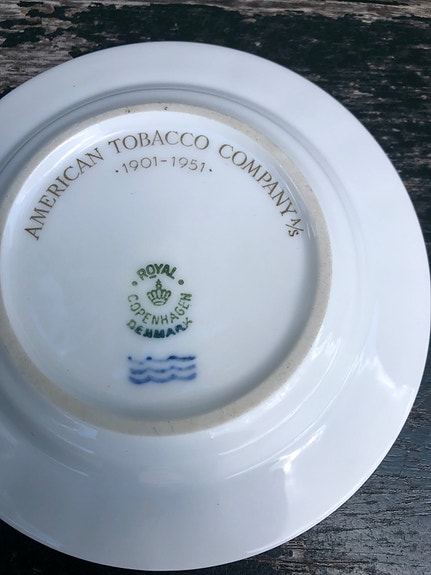 AMERICAN TOBACCO COMPANY A/S
·1901-1951·
· ROYAL ·
COPENHAGEN
DENMARK